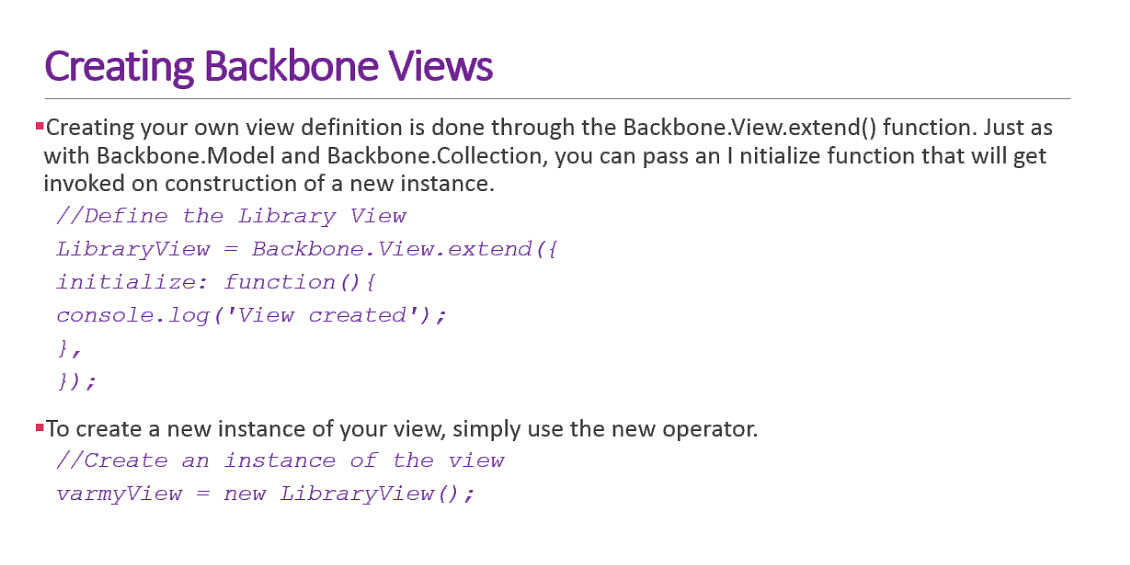 Creating Backbone Views
▪Creating your own view definition is done through the Backbone.View.extend() function. Just as
with Backbone.Model and Backbone.Collection, you can pass an I nitialize function that will get
invoked on construction of a new instance.
//Define the Library View
LibraryView = Backbone.View.extend({
initialize: function(){
console.log('View created');
},
});
▪To create a new instance of your view, simply use the new operator.
//Create an instance of the view
varmyView = new LibraryView();